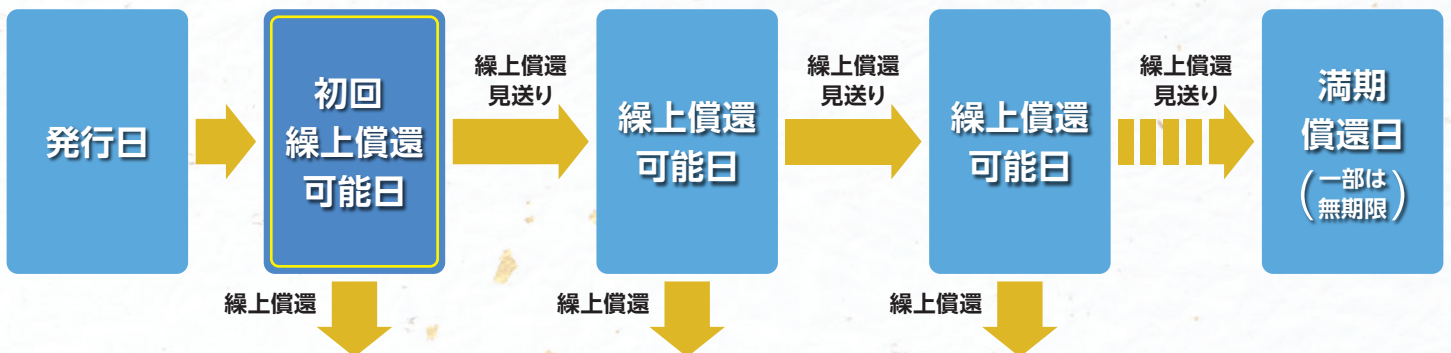 発行日
初回
繰上償還
可能日
繰上償還
見送り
繰上償還
可能日
繰上償還
見送り
繰上償還
可能日
繰上償還
見送り
満期
償還日
(一部は
無期限)
繰上償還
繰上償還
繰上償還